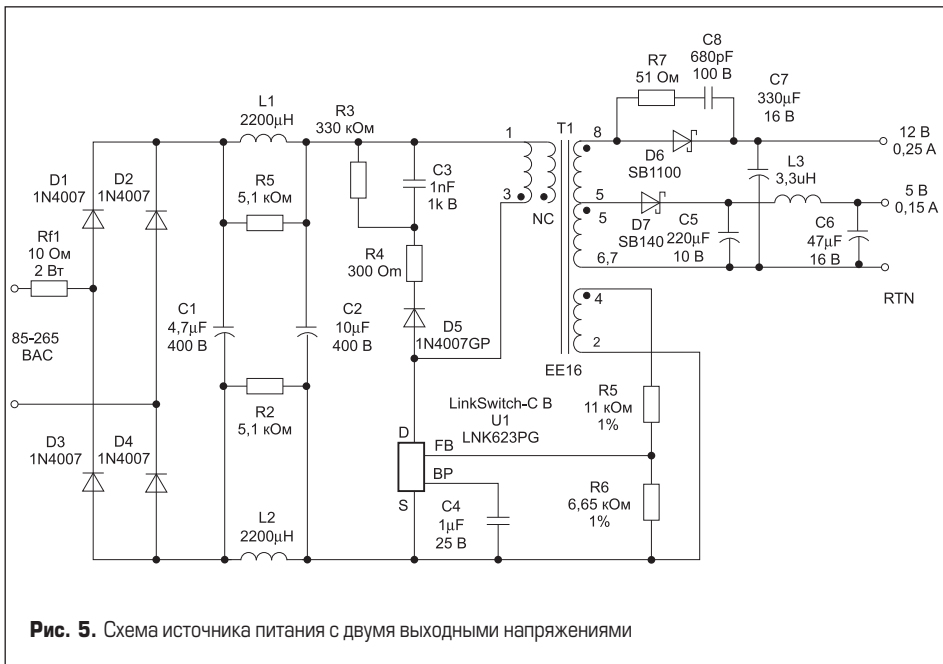 C8
680pF
100 В
R7
51 Ом
C7
330µF
16 В
L1
2200µH
R3
330 кОм
T1
1
8
12 В
0,25 А
D6
SB1100
L3
3,3uH
C3
1nF
1k В
D1
1N4007
D2
1N4007
R5
5,1 кОм
3
NC
5
5
5 В
0,15 А
D7
SB140
C5
220µF
10 В
C6
47µF
16 В
Rf1
10 Ом
2 Вт
R4
300 Om
6,7
RTN
C1
4,7µF
400 В
C2
10µF
400 В
D5
1N4007GP
4
2
85-265
ВАС
EE16
R2
5,1 кОм
LinkSwitch-C В
U1
LNK623PG
R5
11 кОм
1%
D3
1N4007
D4
1N4007
D
FB
BP
S
R6
6,65 кОм
1%
C4
1µF
25 В
L2
2200µH
Рис. 5. Схема источника питания с двумя выходными напряжениями